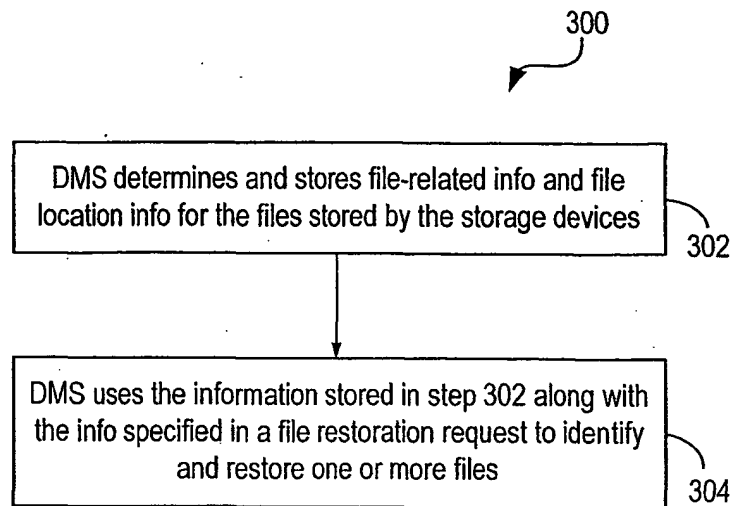 300
DMS determines and stores file-related info and file
location info for the files stored by the storage devices
302
DMS uses the information stored in step 302 along with
the info specified in a file restoration request to identify
and restore one or more files
304